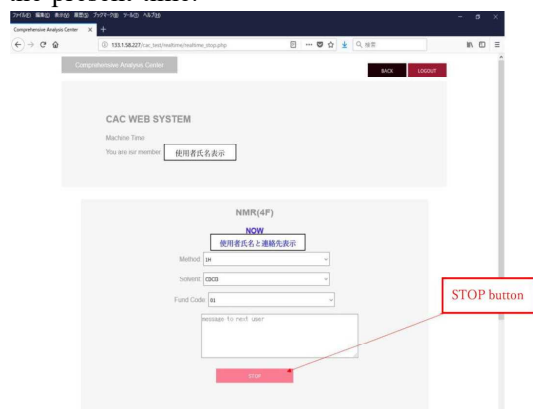 the present time.
ファイル(F) 編集(E) 表示(V) 履歴(S) ブックマーク(B) ツール(T) ヘルプ(H)
Comprehensive Analysis Center × +
133.1.58.227/cac_test/realtime/realtime_stop.php
検索
Comprehensive Analysis Center
BACK LOGOUT
CAC WEB SYSTEM
Machine Time
You are isir member 使用者氏名表示
NMR(4F)
NOW
使用者氏名と連絡先表示
Method 1H
Solvent CDCl3
Fund Code 01
message to next user
STOP button
STOP